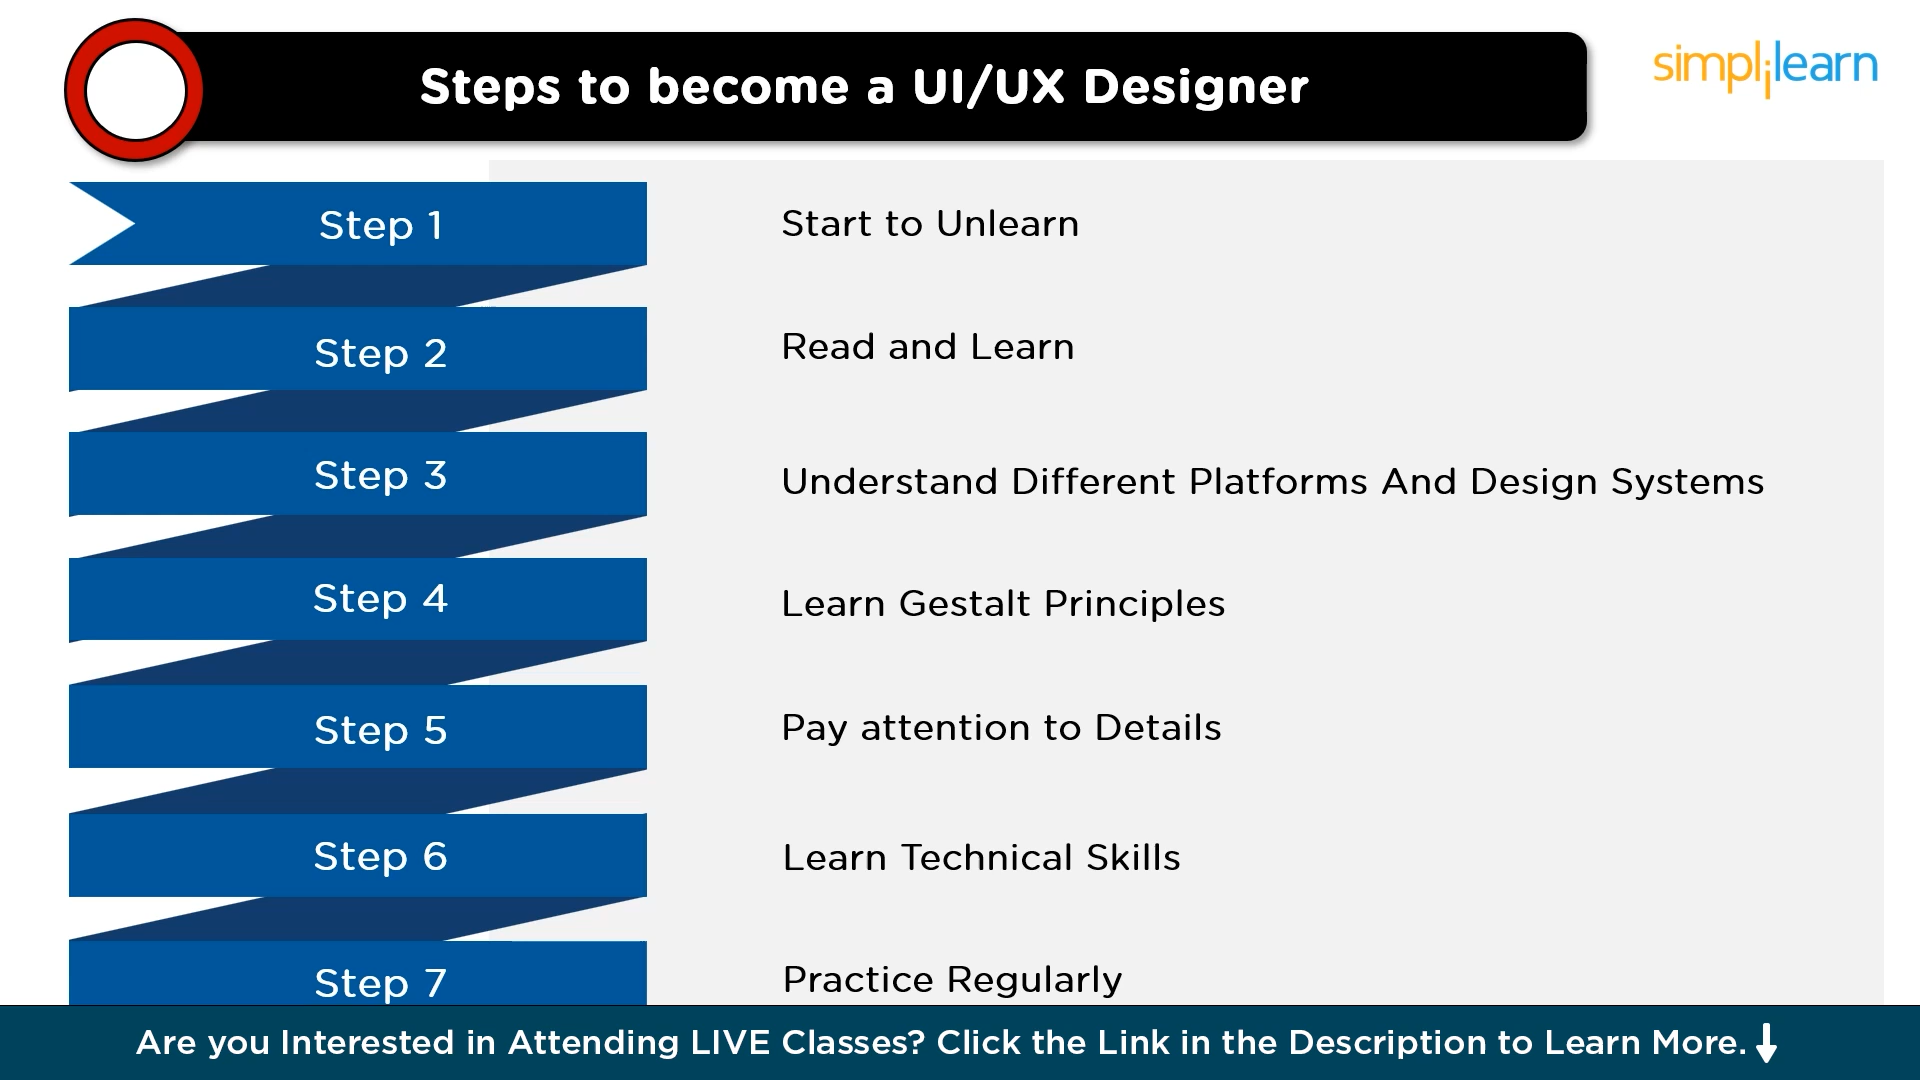 Steps to become a UI/UX Designer
simplilearn
Step 1
Start to Unlearn
Step 2
Read and Learn
Step 3
Understand Different Platforms And Design Systems
Step 4
Learn Gestalt Principles
Step 5
Pay attention to Details
Step 6
Learn Technical Skills
Step 7
Practice Regularly
Are you Interested in Attending LIVE Classes? Click the Link in the Description to Learn More.